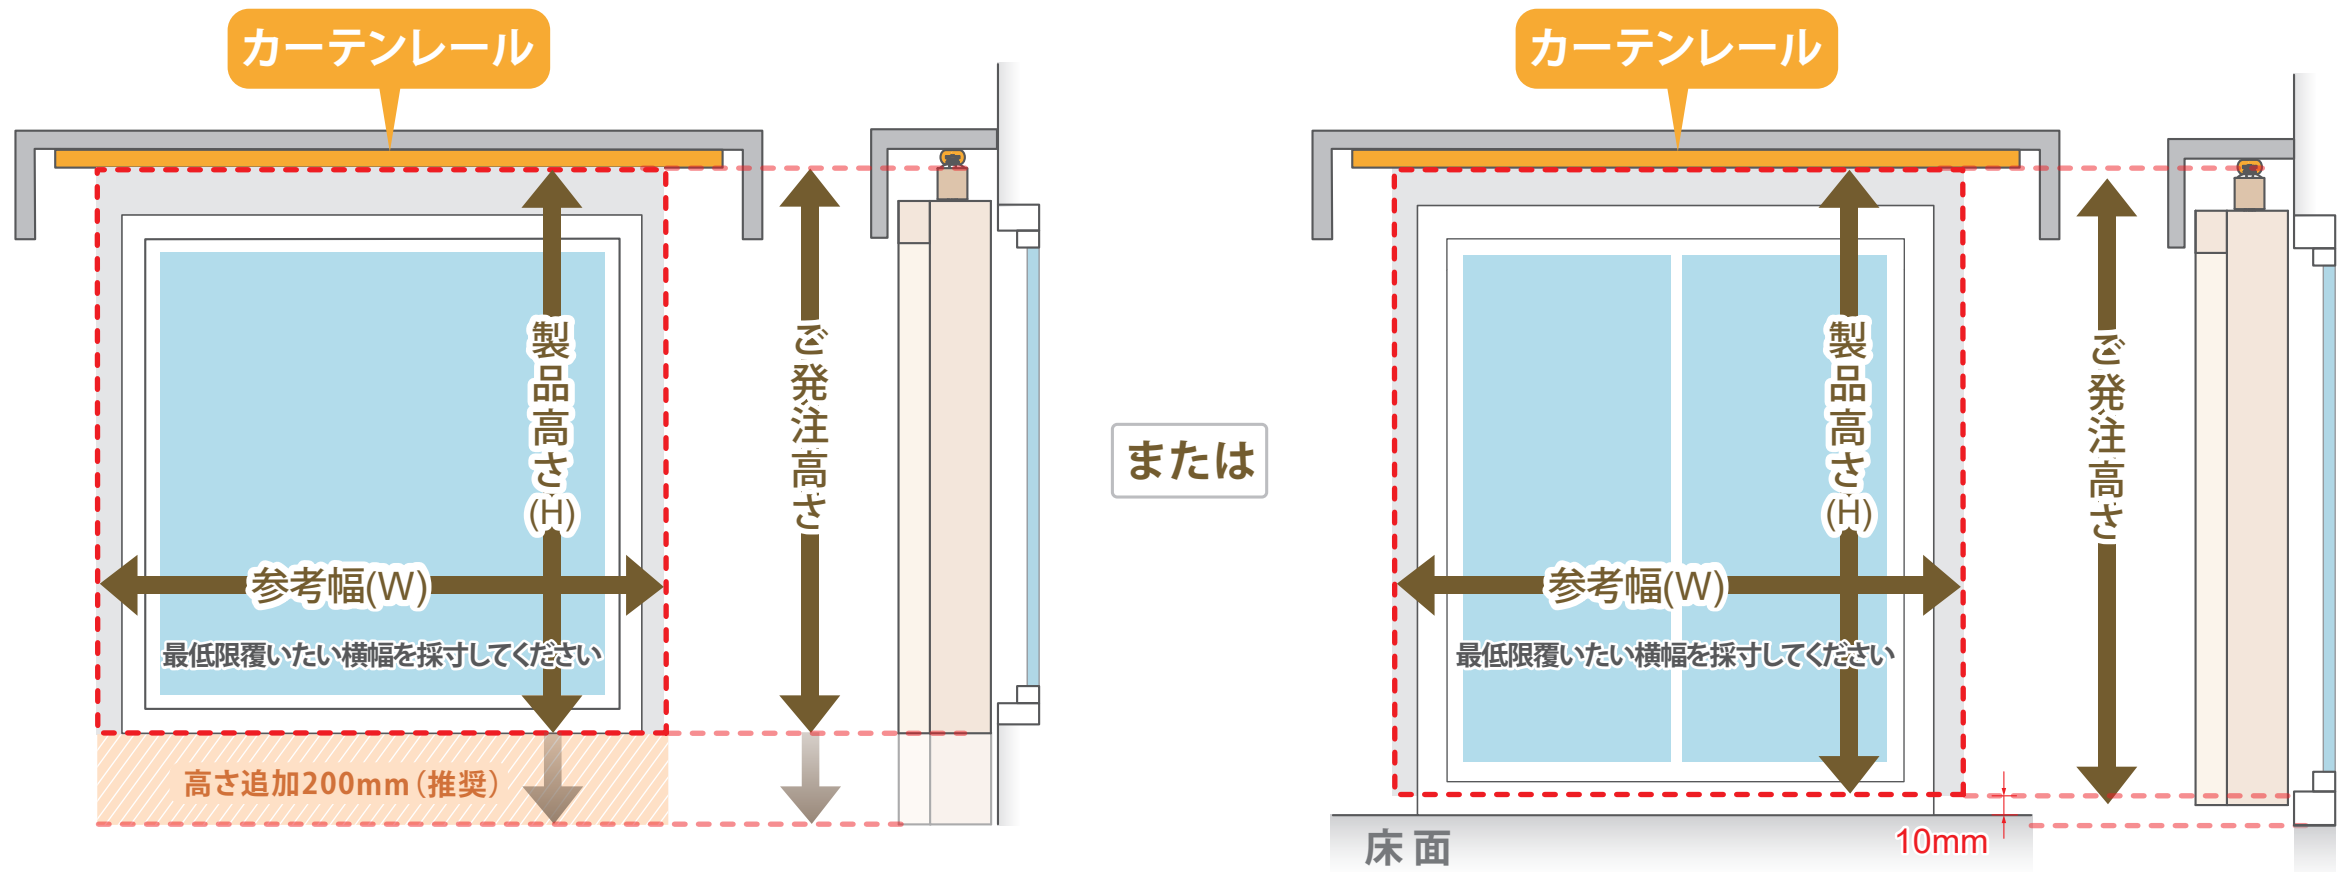 カーテンレール
製品高さ(H)
ご発注高さ
参考幅(W)
最低限覆いたい横幅を採寸してください
高さ追加200mm（推奨）
または
カーテンレール
製品高さ(H)
ご発注高さ
参考幅(W)
最低限覆いたい横幅を採寸してください
床面
10mm